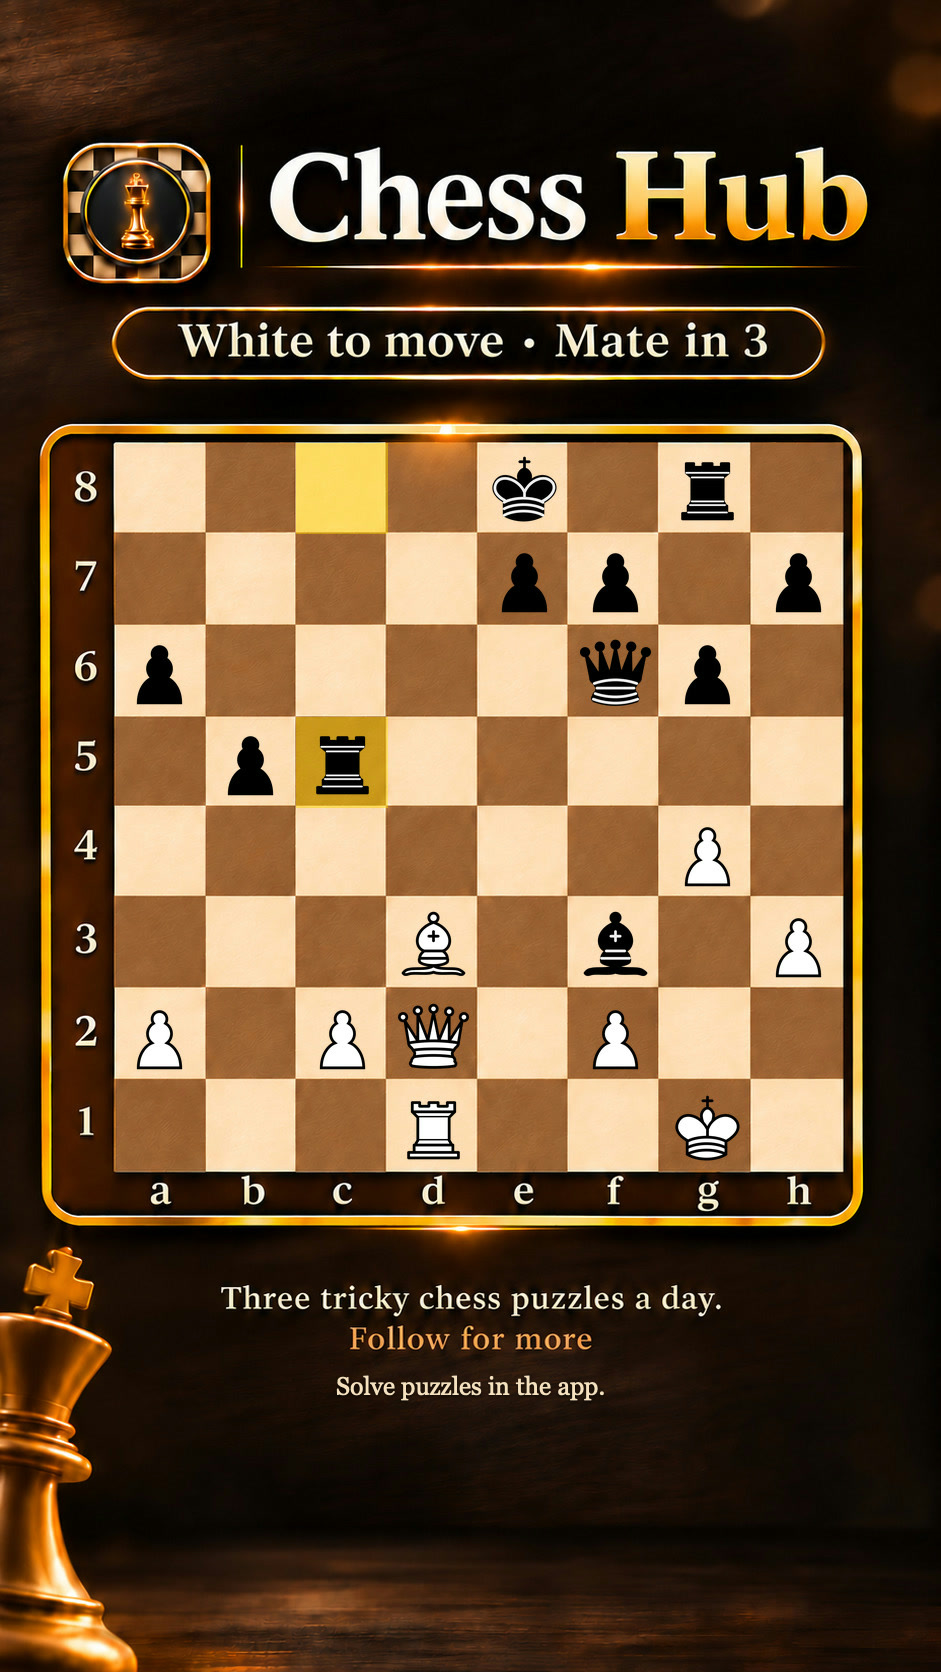 Chess Hub
White to move • Mate in 3
8
7
6
5
4
3
2
1
a b c d e f g h
Three tricky chess puzzles a day.
Follow for more
Solve puzzles in the app.